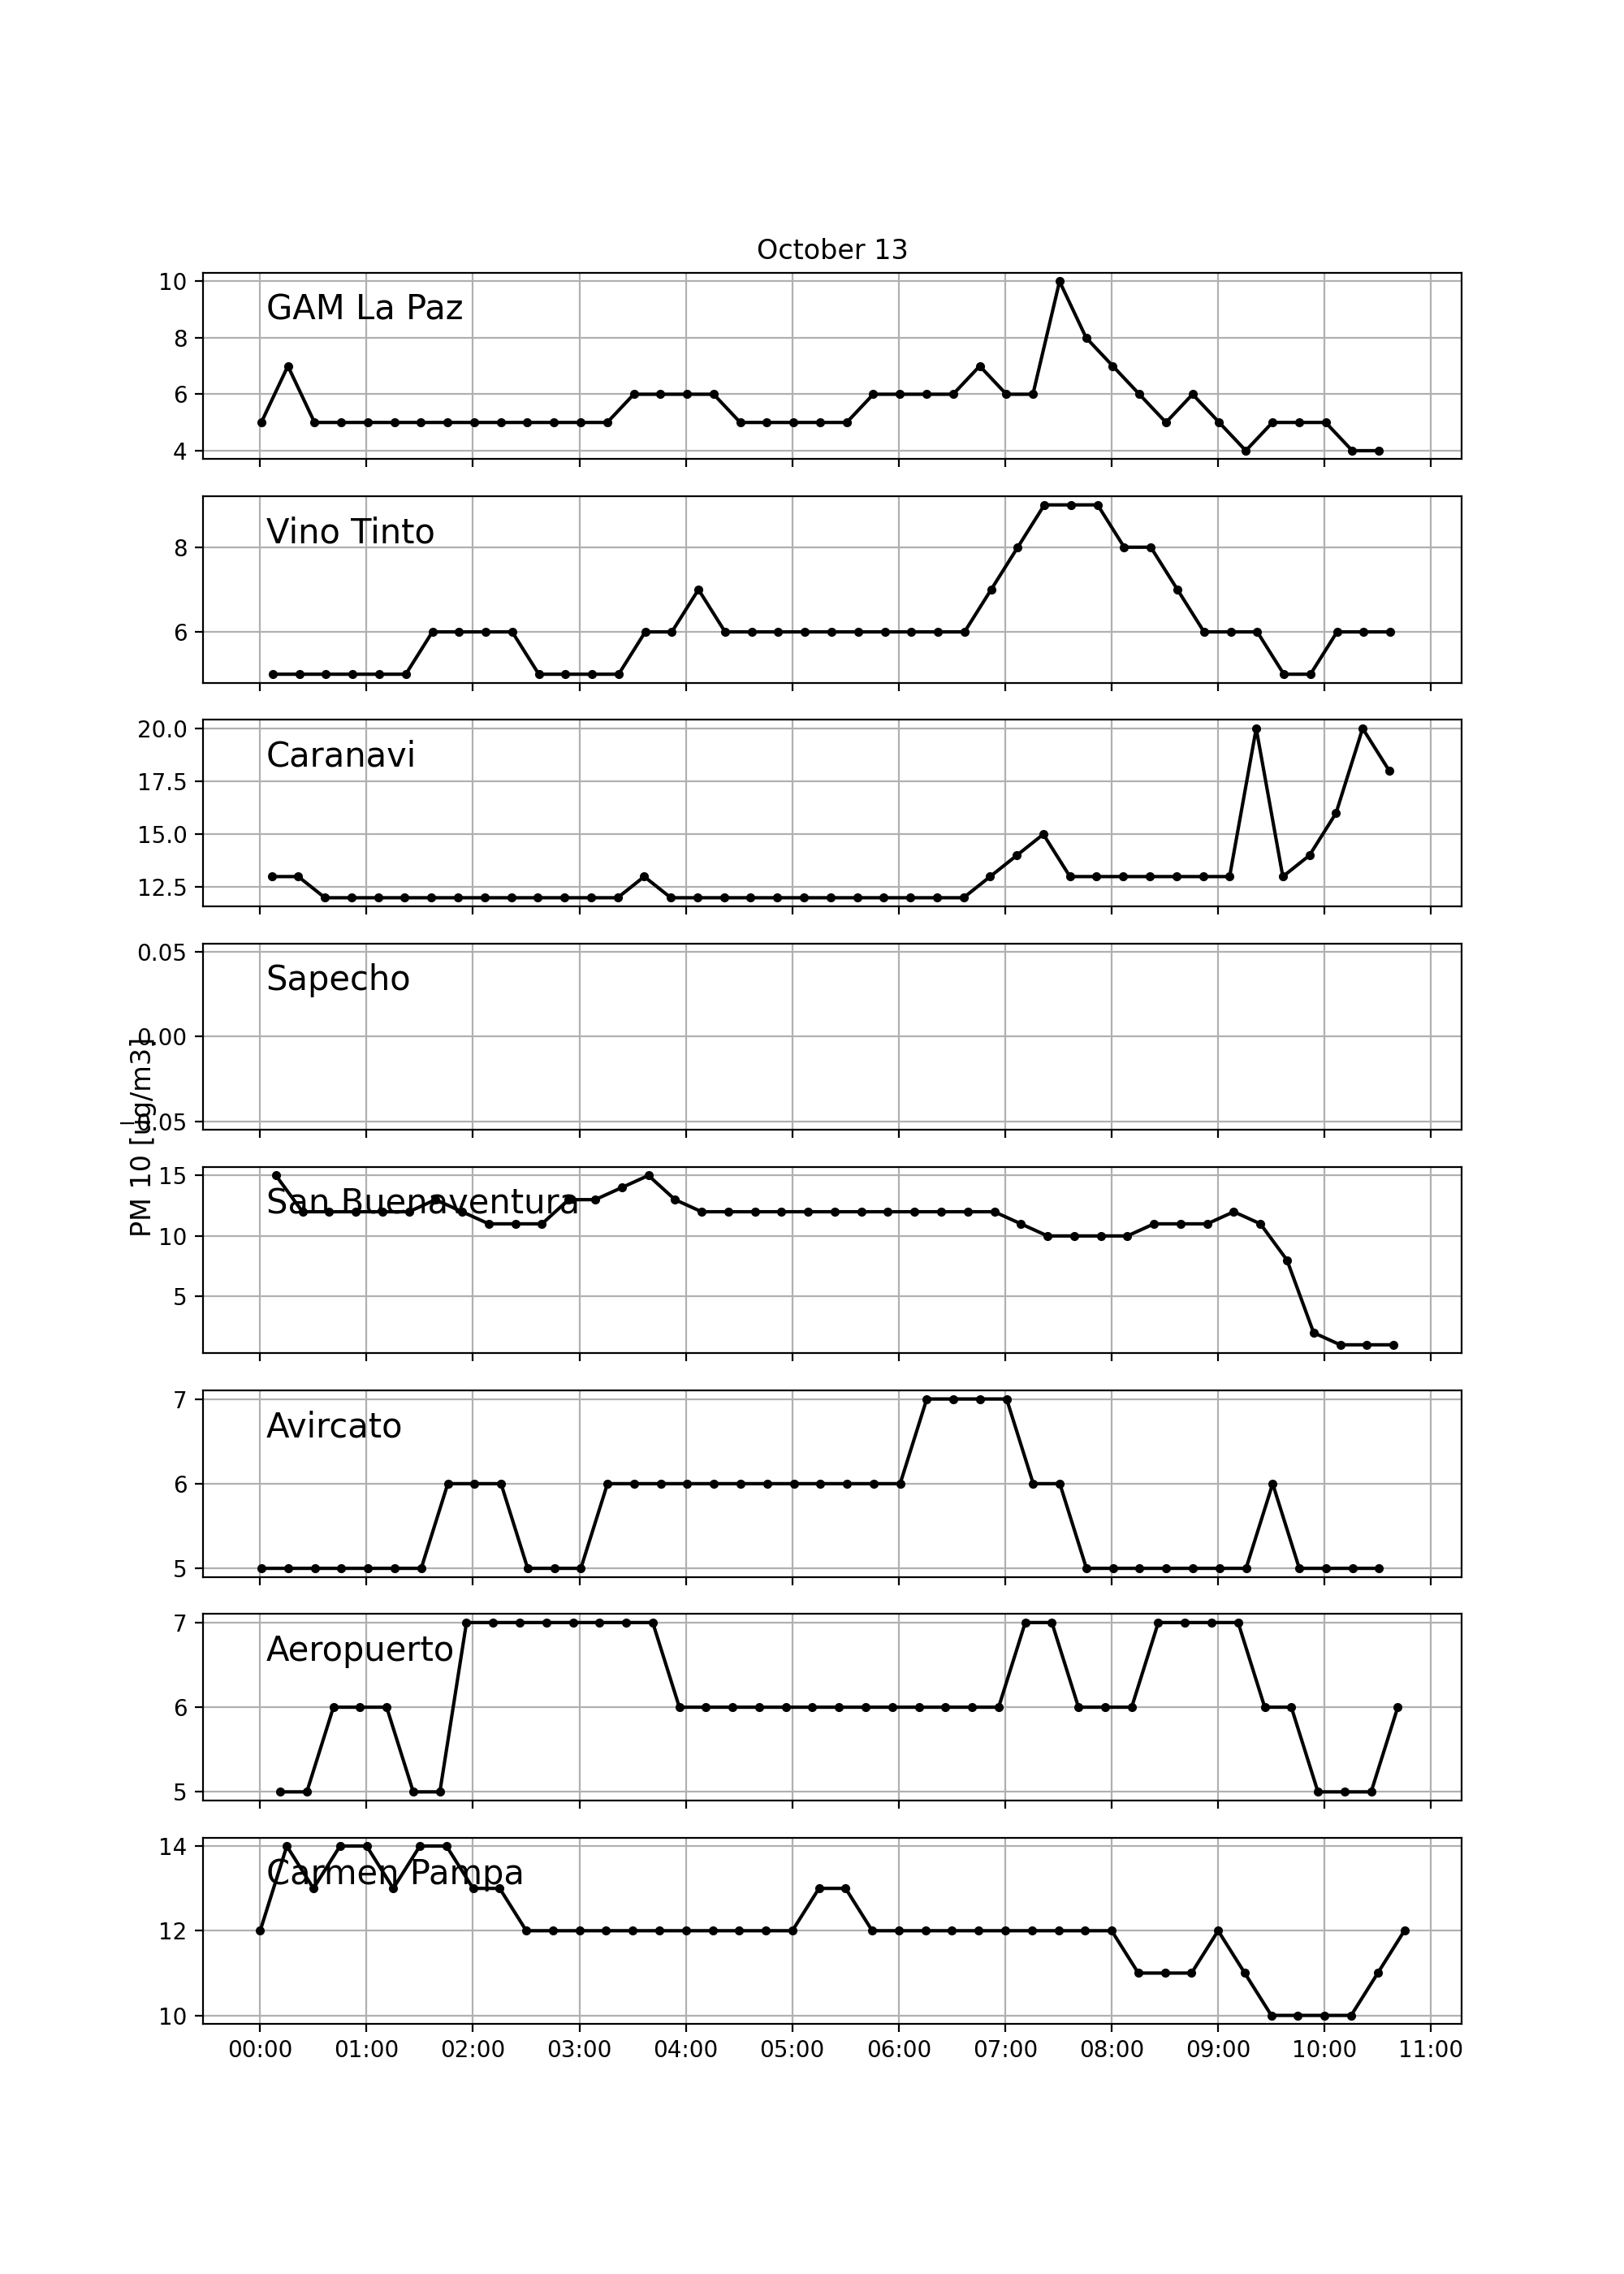 October 13
10
GAM La Paz
8
6
4
Vino Tinto
8
6
20.0
Caranavi
17.5
15.0
12.5
0.05
Sapecho
0.00
−0.05
PM 10 [ug/m3]
15
San Buenaventura
10
5
7
Avircato
6
5
7
Aeropuerto
6
5
14
Carmen Pampa
12
10
00:00 01:00 02:00 03:00 04:00 05:00 06:00 07:00 08:00 09:00 10:00 11:00